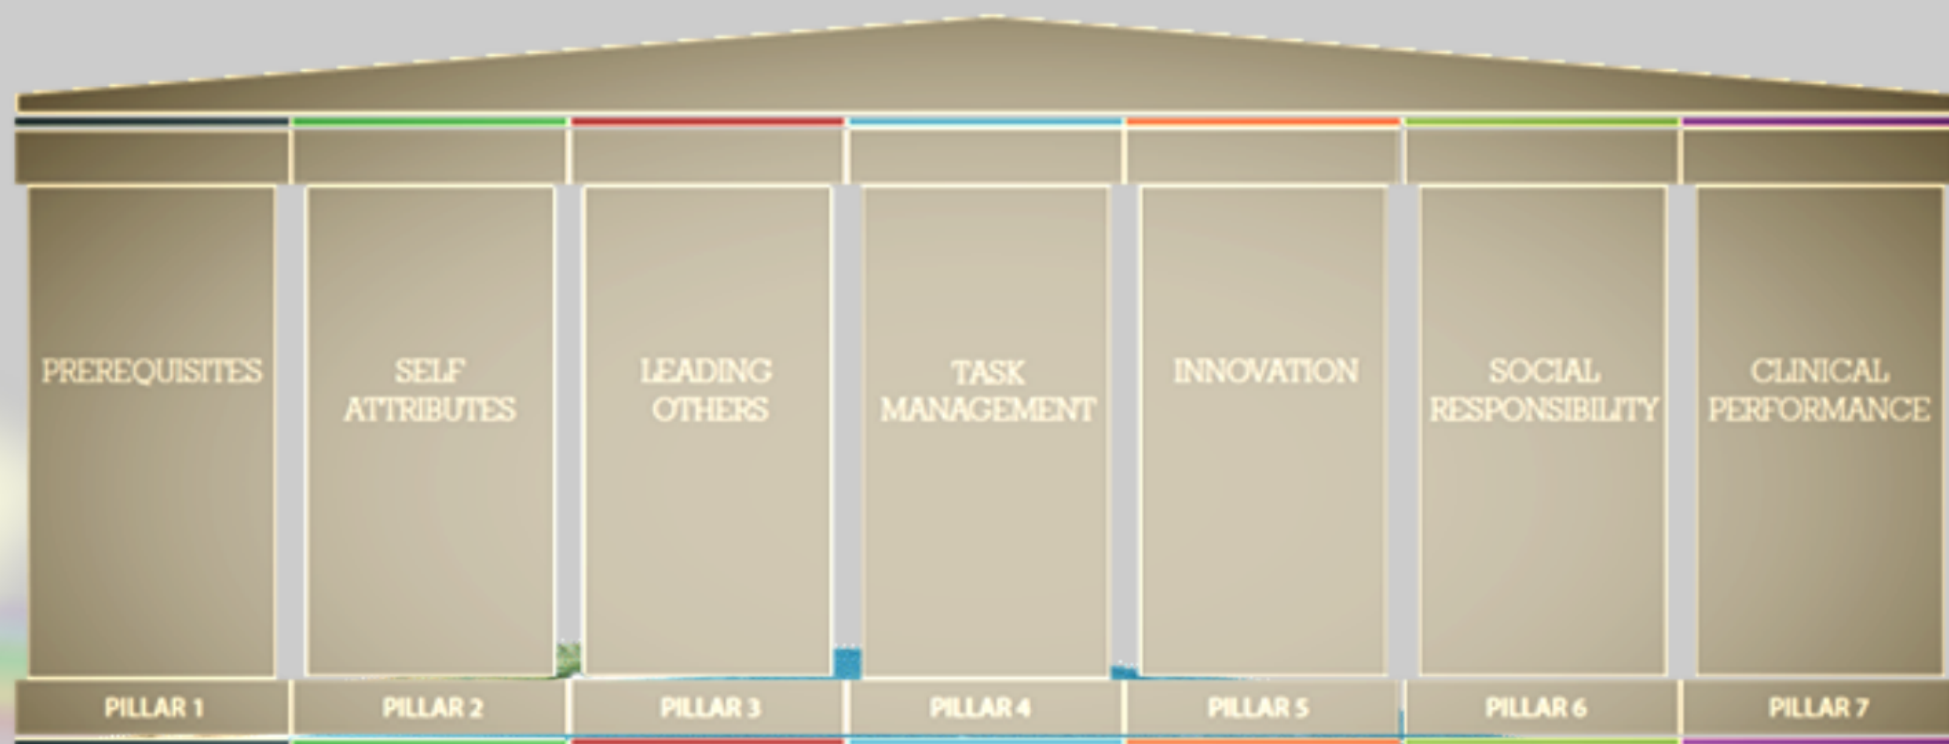 PREREQUISITES
SELF
ATTRIBUTES
LEADING
OTHERS
TASK
MANAGEMENT
INNOVATION
SOCIAL
RESPONSIBILITY
CLINICAL
PERFORMANCE
PILLAR 1
PILLAR 2
PILLAR 3
PILLAR 4
PILLAR 5
PILLAR 6
PILLAR 7